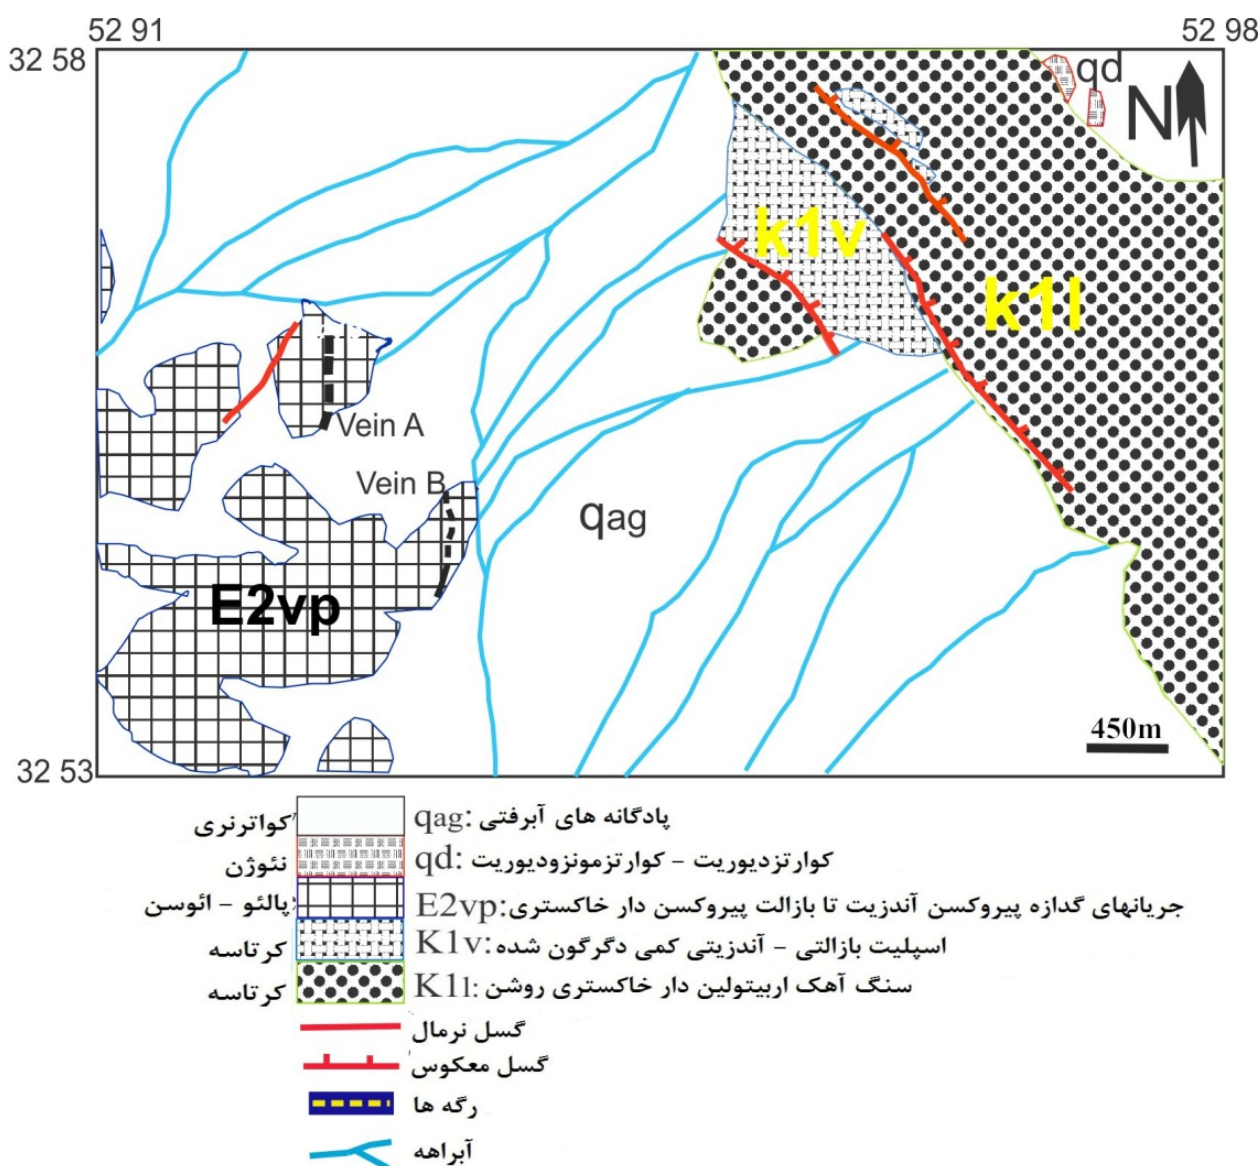 52 91
52 98
32 58
qd
N
k1v
k1l
Vein A
Vein B
qag
E2vp
450m
32 53
کواترنری qag: پادگانه های آبرفتی
نئوژن qd: کوارتزدیوریت - کوارتزمونزودیوریت
پالئو - ائوسن E2vp: جریانهای گدازه پیروکسن آندزیت تا بازالت پیروکسن دار خاکستری
کرتاسه K1v: اسپلیت بازالتی - آندزیتی کمی دگرگون شده
کرتاسه K1l: سنگ آهک اربیتولین دار خاکستری روشن
گسل نرمال
گسل معکوس
رگه ها
آبراهه